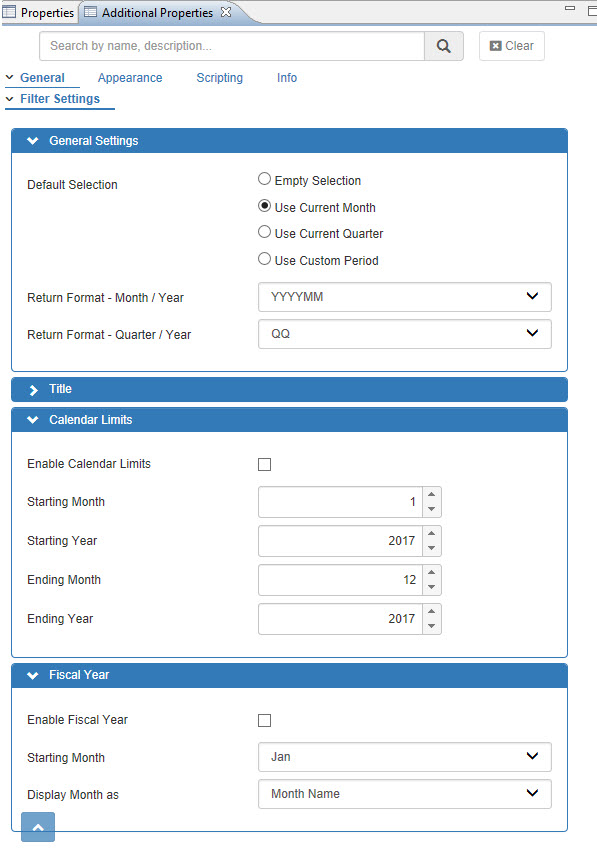 Properties Additional Properties
Search by name, description... Clear
General Appearance Scripting Info
Filter Settings
General Settings
Default Selection
Empty Selection
Use Current Month
Use Current Quarter
Use Custom Period
Return Format - Month / Year YYYYMM
Return Format - Quarter / Year QQ
Title
Calendar Limits
Enable Calendar Limits
Starting Month 1
Starting Year 2017
Ending Month 12
Ending Year 2017
Fiscal Year
Enable Fiscal Year
Starting Month Jan
Display Month as Month Name